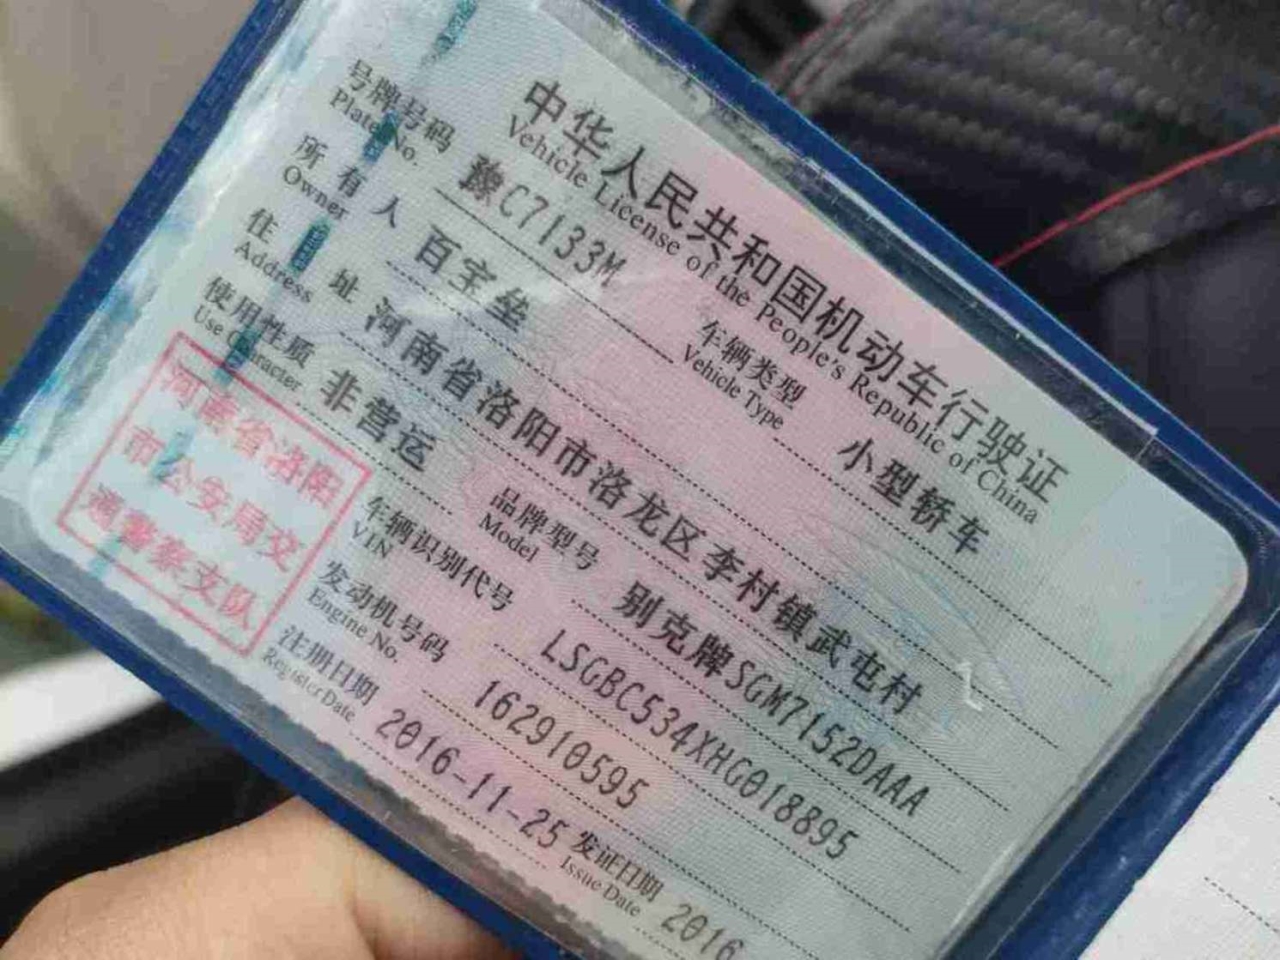 中华人民共和国机动车行驶证
Vehicle License of the People's Republic of China
号牌号码 豫C7133M 车辆类型 小型轿车
Plate No. Vehicle Type
所有人 百宝垒
Owner
住址 河南省洛阳市洛龙区李村镇武屯村
Address
使用性质 非营运 品牌型号 别克牌SGM7152DAAA
Use Character Model
河南省洛阳
市公安局交
通警察支队
车辆识别代号 LSGBC534XHG018895
VIN
发动机号码 162910595
Engine No.
注册日期 2016-11-25 发证日期 2016
Register Date Issue Date